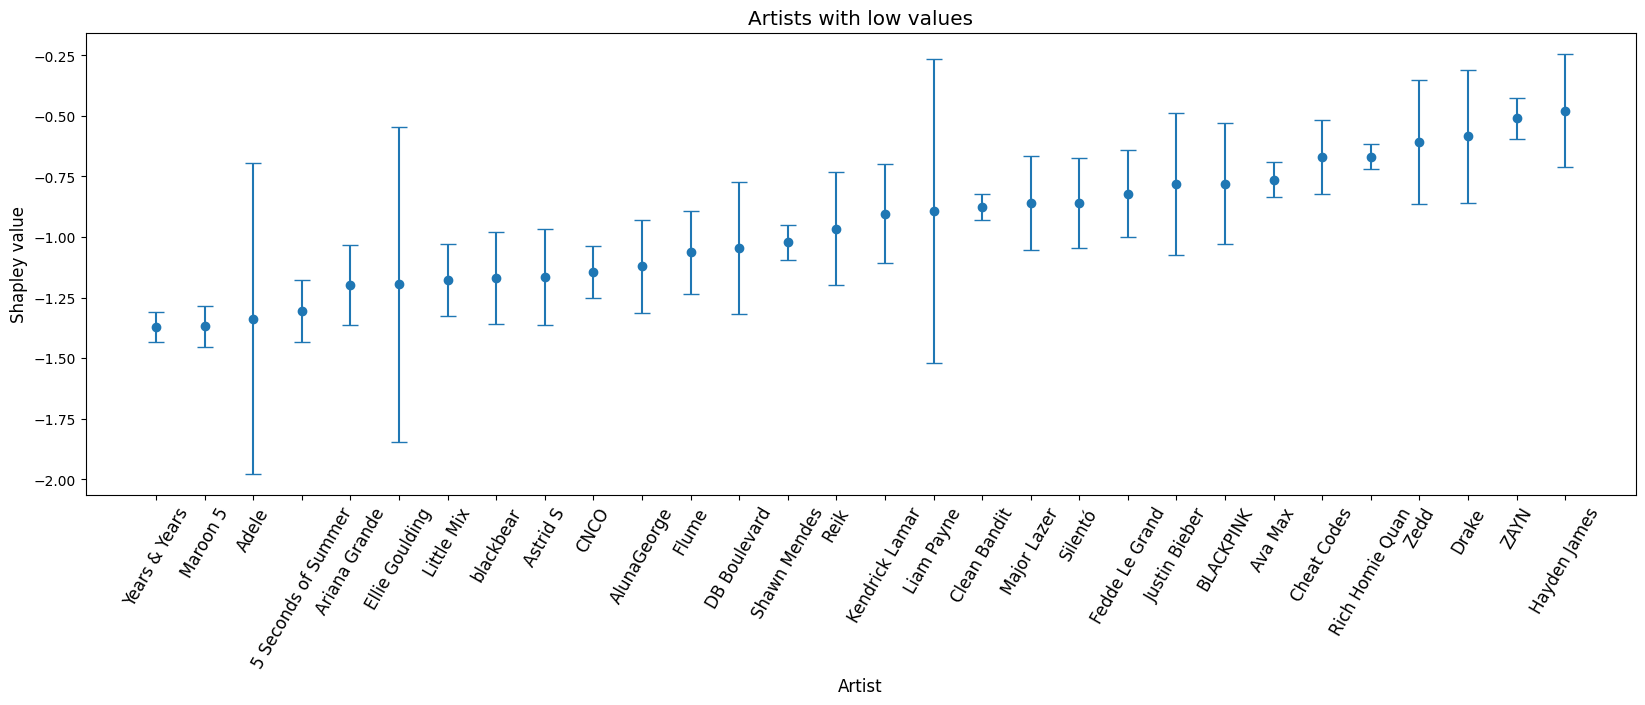 Artists with low values
Shapley value
−0.25
−0.50
−0.75
−1.00
−1.25
−1.50
−1.75
−2.00
Years & Years
Maroon 5
Adele
5 Seconds of Summer
Ariana Grande
Ellie Goulding
Little Mix
blackbear
Astrid S
CNCO
AlunaGeorge
Flume
DB Boulevard
Shawn Mendes
Reik
Kendrick Lamar
Liam Payne
Clean Bandit
Major Lazer
Silentó
Fedde Le Grand
Justin Bieber
BLACKPINK
Ava Max
Cheat Codes
Rich Homie Quan
Zedd
Drake
ZAYN
Hayden James
Artist